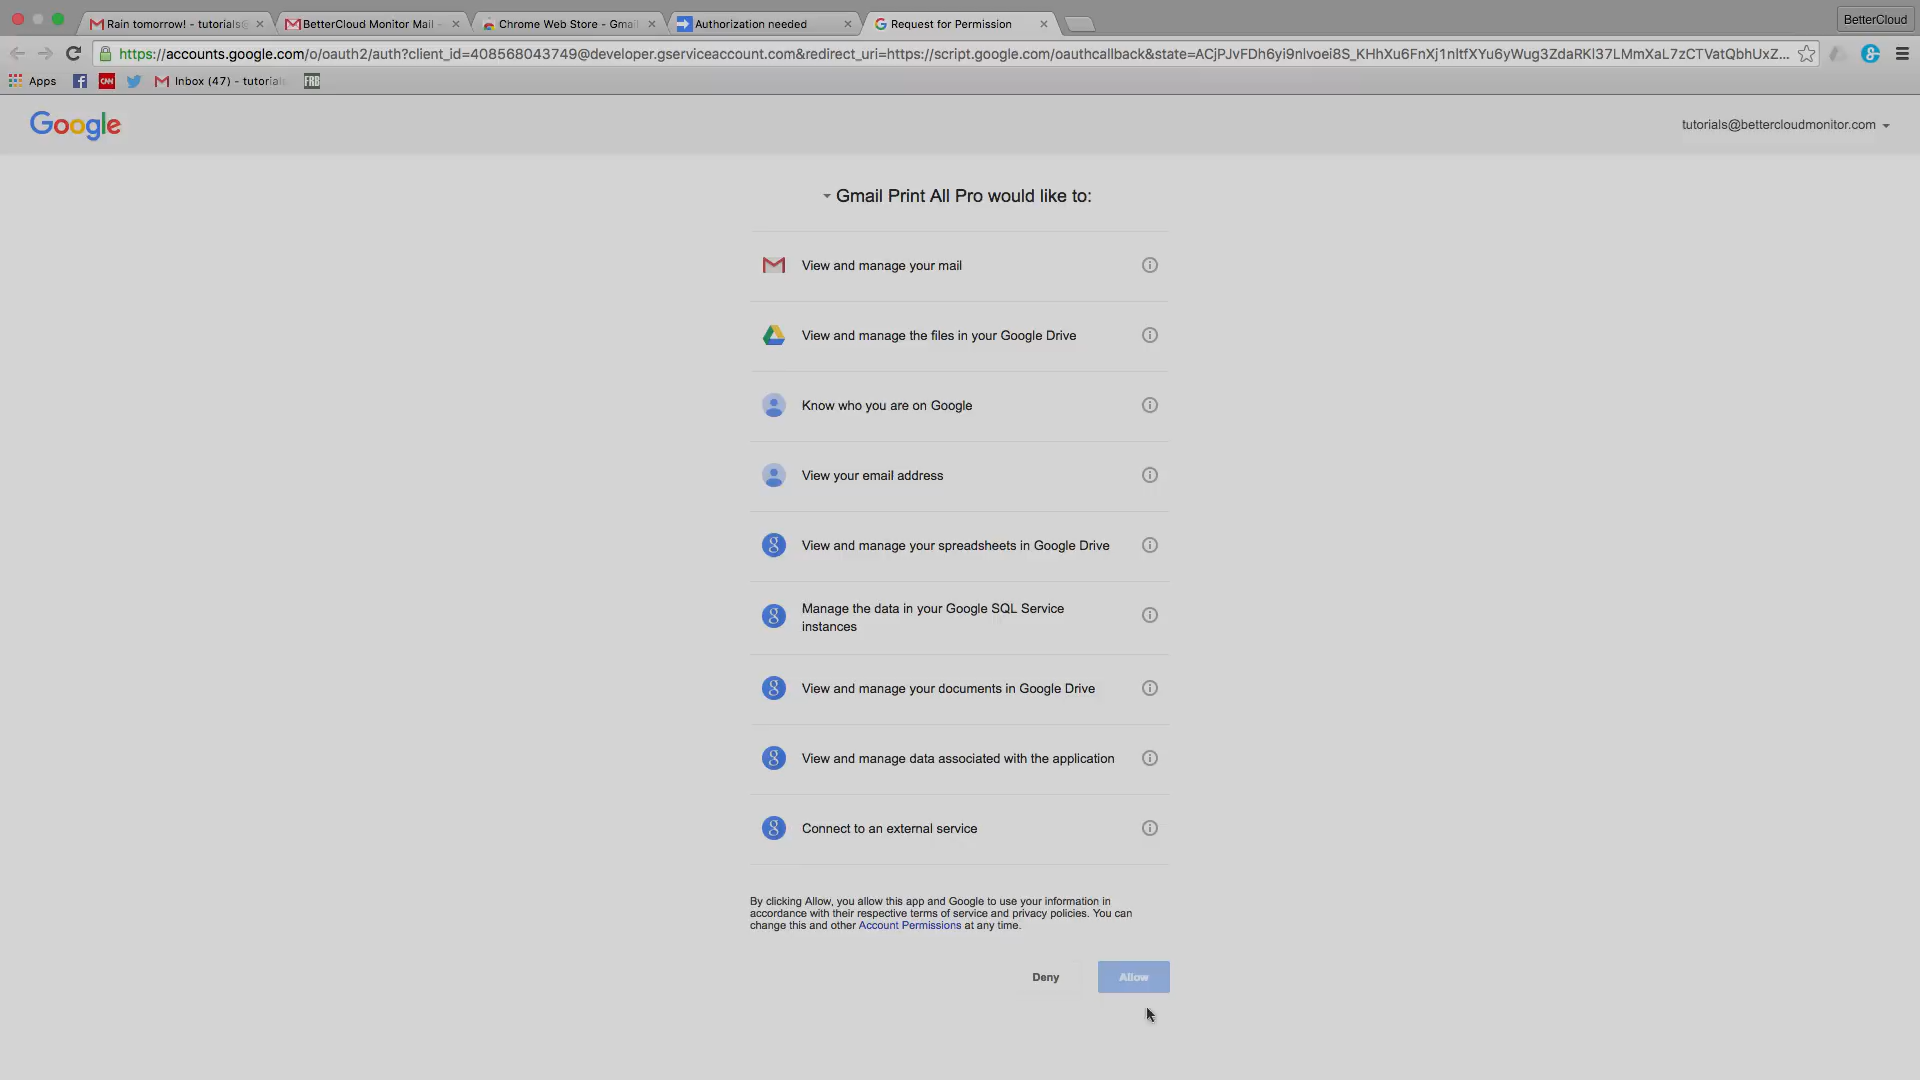 Rain tomorrow! - tutorials@
BetterCloud Monitor Mail -
Chrome Web Store - Gmai
Authorization needed
Request for Permission
BetterCloud
https://accounts.google.com/o/oauth2/auth?client_id=408568043749@developer.gserviceaccount.com&redirect_uri=https://script.google.com/oauthcallback&state=ACjPJvFDh6yi9nlvoei8S_KHhXu6FnXj1nItfXYu6yWug3ZdaRKl37LMmXaL7zCTVatQbhUxZ...
Apps
CNN
Inbox (47) - tutorials
FRB
Google
tutorials@bettercloudmonitor.com
Gmail Print All Pro would like to:
View and manage your mail
View and manage the files in your Google Drive
Know who you are on Google
View your email address
View and manage your spreadsheets in Google Drive
Manage the data in your Google SQL Service
instances
View and manage your documents in Google Drive
View and manage data associated with the application
Connect to an external service
By clicking Allow, you allow this app and Google to use your information in
accordance with their respective terms of service and privacy policies. You can
change this and other Account Permissions at any time.
Deny
Allow